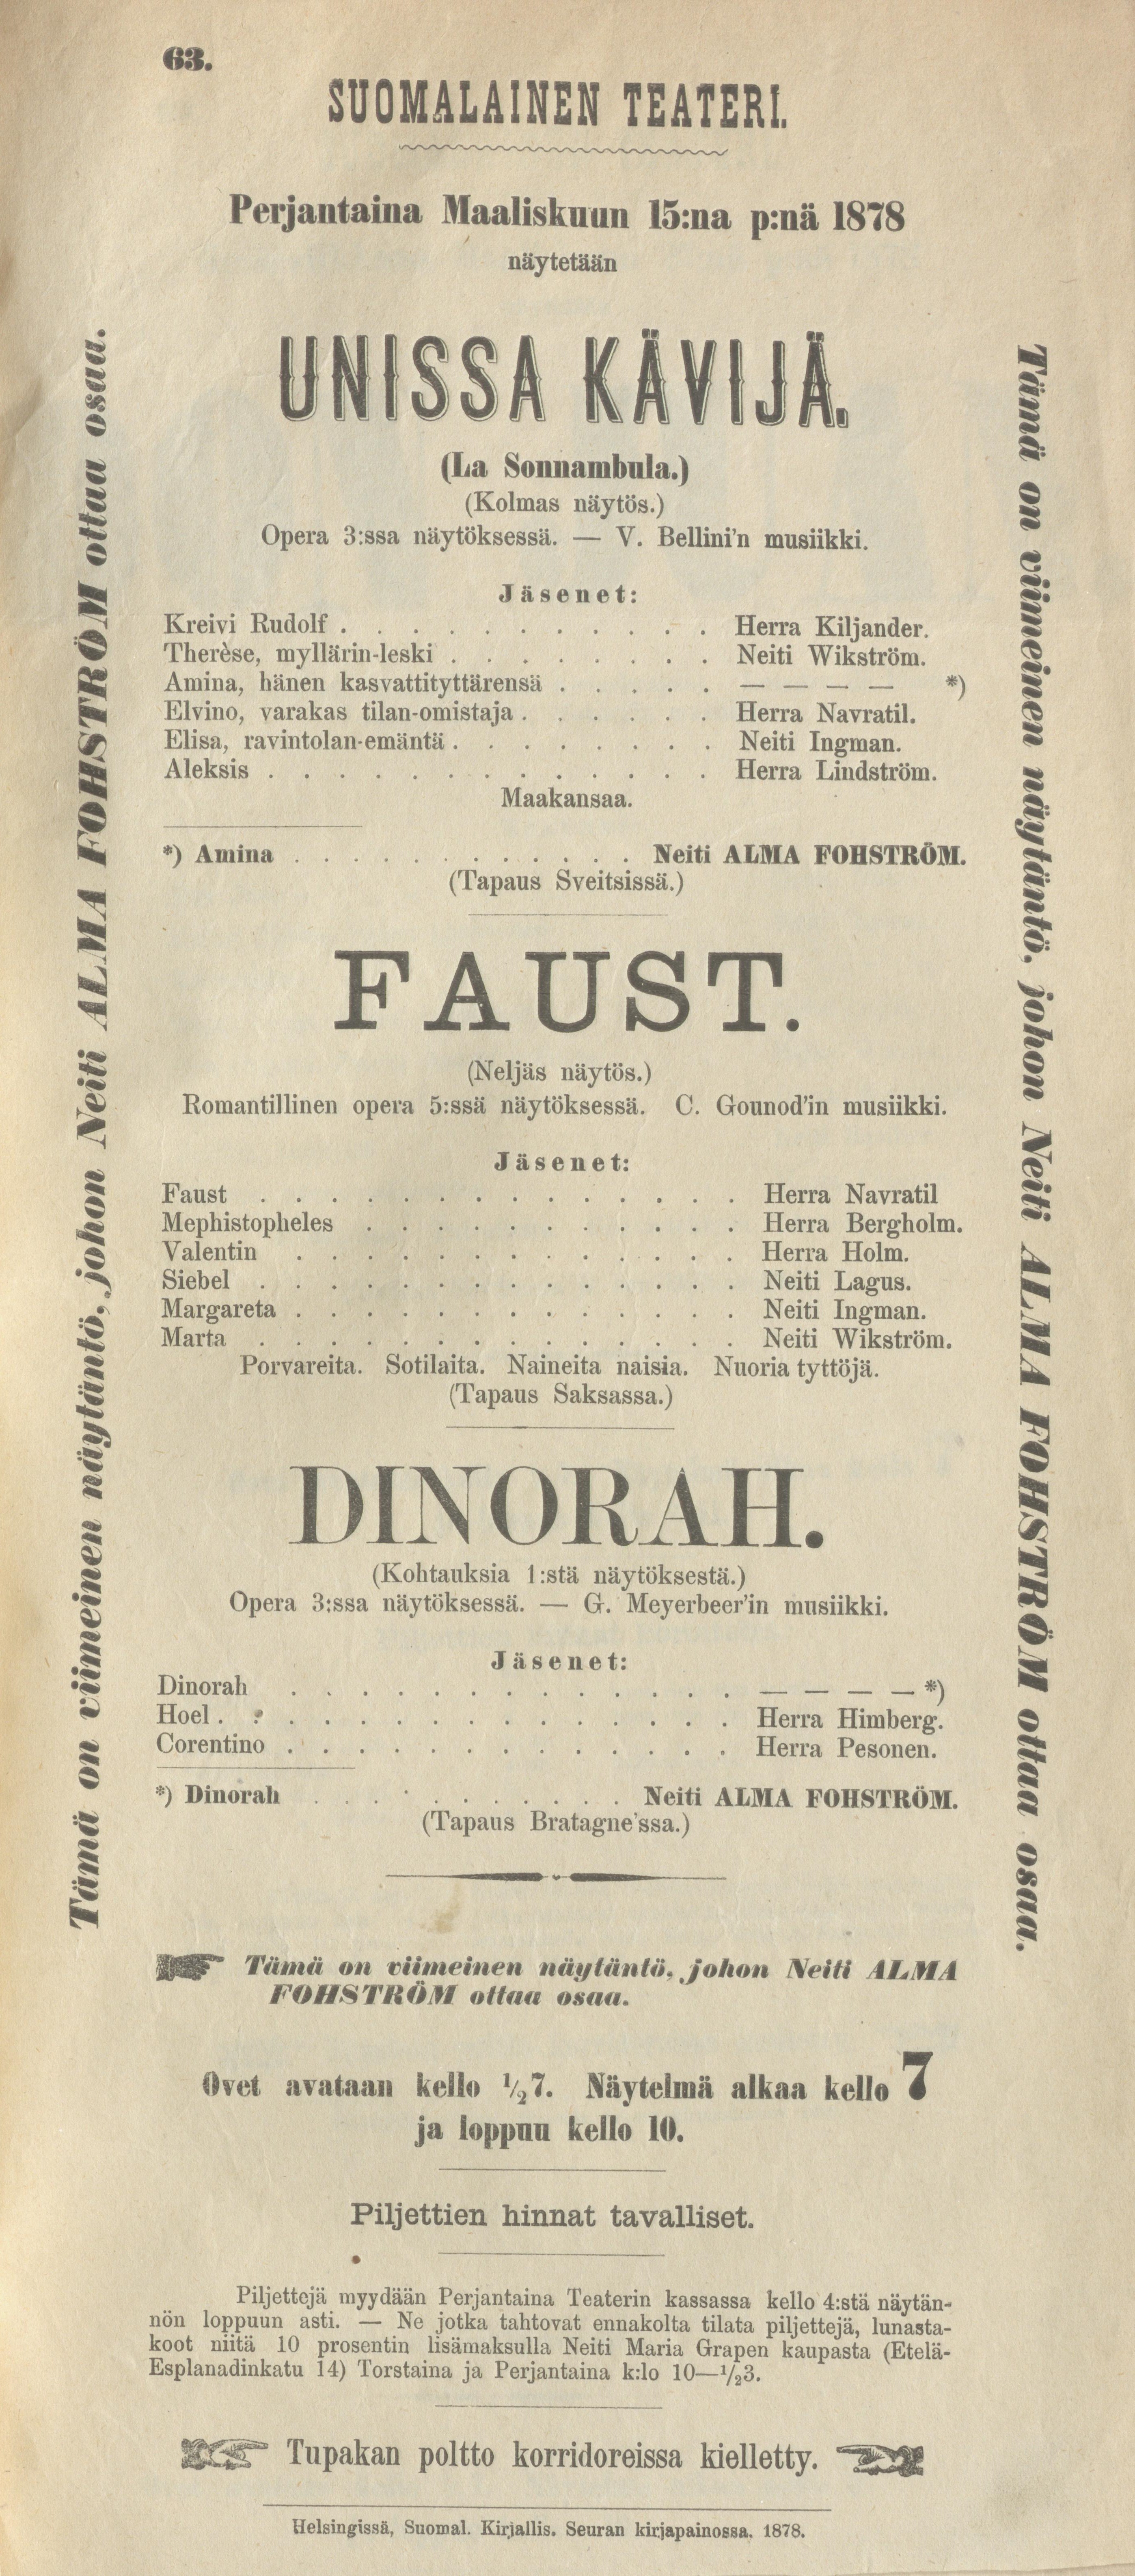 63.
SUOMALAINEN TEATERI.
Perjantaina Maaliskuun 15:na p:nä 1878
näytetään
UNISSA KÄVIJÄ.
(La Sonnambula.)
(Kolmas näytös.)
Opera 3:ssa näytöksessä. — V. Bellini'n musiikki.
Jäsenet:
Kreivi Rudolf . . . . . . . . . . . Herra Kiljander.
Therèse, myllärin-leski . . . . . . . . Neiti Wikström.
Amina, hänen kasvattityttärensä . . . . . — — — — *)
Elvino, varakas tilan-omistaja . . . . . . Herra Navratil.
Elisa, ravintolan-emäntä . . . . . . . . Neiti Ingman.
Aleksis . . . . . . . . . . . . . Herra Lindström.
Maakansaa.
*) Amina . . . . . . . . . . . . Neiti ALMA FOHSTRÖM.
(Tapaus Sveitsissä.)
FAUST.
(Neljäs näytös.)
Romantillinen opera 5:ssä näytöksessä. C. Gounod'in musiikki.
Jäsenet:
Faust . . . . . . . . . . . . . . Herra Navratil
Mephistopheles . . . . . . . . . . . Herra Bergholm.
Valentin . . . . . . . . . . . . . Herra Holm.
Siebel . . . . . . . . . . . . . . Neiti Lagus.
Margareta . . . . . . . . . . . . . Neiti Ingman.
Marta . . . . . . . . . . . . . . Neiti Wikström.
Porvareita. Sotilaita. Naineita naisia. Nuoria tyttöjä.
(Tapaus Saksassa.)
DINORAH.
(Kohtauksia 1:stä näytöksestä.)
Opera 3:ssa näytöksessä. — G. Meyerbeer'in musiikki.
Jäsenet:
Dinorah . . . . . . . . . . . . . — — — — *)
Hoel . . . . . . . . . . . . . . . Herra Himberg.
Corentino . . . . . . . . . . . . . Herra Pesonen.
*) Dinorah . . . . . . . . . . Neiti ALMA FOHSTRÖM.
(Tapaus Bratagne'ssa.)
Tämä on viimeinen näytäntö, johon Neiti ALMA
FOHSTRÖM ottaa osaa.
Ovet avataan kello ½7. Näytelmä alkaa kello 7
ja loppuu kello 10.
Piljettien hinnat tavalliset.
Piljettejä myydään Perjantaina Teaterin kassassa kello 4:stä näytän-
nön loppuun asti. — Ne jotka tahtovat ennakolta tilata piljettejä, lunasta-
koot niitä 10 prosentin lisämaksulla Neiti Maria Grapen kaupasta (Etelä-
Esplanadinkatu 14) Torstaina ja Perjantaina k:lo 10—½3.
Tupakan poltto korridoreissa kielletty.
Helsingissä, Suomal. Kirjallis. Seuran kirjapainossa. 1878.
Tämä on viimeinen näytäntö, johon Neiti ALMA FOHSTRÖM ottaa osaa.
Tämä on viimeinen näytäntö, johon Neiti ALMA FOHSTRÖM ottaa osaa.